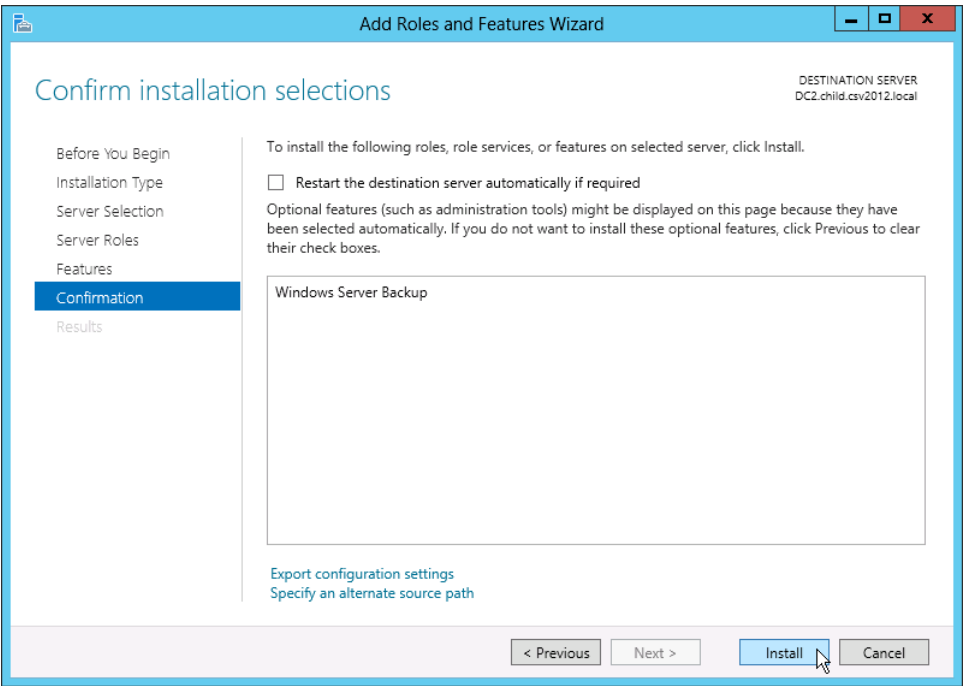 Add Roles and Features Wizard
Confirm installation selections
DESTINATION SERVER
DC2.child.csv2012.local
Before You Begin
Installation Type
Server Selection
Server Roles
Features
Confirmation
Results
To install the following roles, role services, or features on selected server, click Install.
Restart the destination server automatically if required
Optional features (such as administration tools) might be displayed on this page because they have
been selected automatically. If you do not want to install these optional features, click Previous to clear
their check boxes.
Windows Server Backup
Export configuration settings
Specify an alternate source path
< Previous
Next >
Install
Cancel